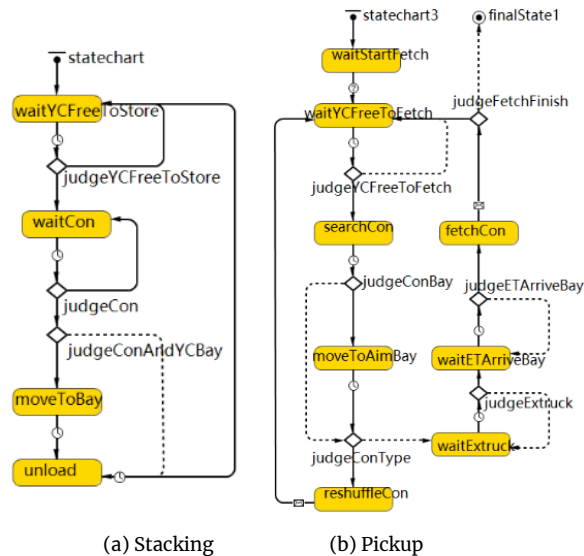 statechart
waitYCFreeToStore
judgeYCFreeToStore
waitCon
judgeCon
judgeConAndYCBay
moveToBay
unload
(a) Stacking
statechart3
finalState1
waitStartFetch
waitYCFreeToFetch
judgeFetchFinish
judgeYCFreeToFetch
searchCon
fetchCon
judgeConBay
judgeETArriveBay
moveToAimBay
waitETArriveBay
judgeExtruck
waitExtruck
judgeConType
reshuffleCon
(b) Pickup